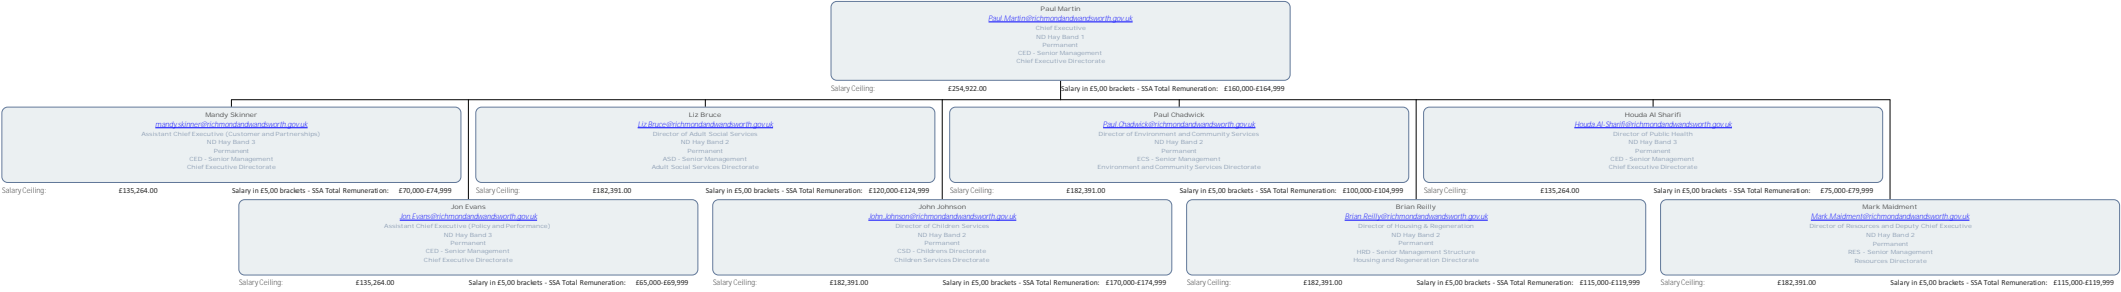 Paul Martin
Paul.Martin@richmondandwandsworth.gov.uk
Chief Executive
ND Hay Band 1
Permanent
CED - Senior Management
Chief Executive Directorate
Salary Ceiling: £254,922.00 Salary in £5,00 brackets - SSA Total Remuneration: £160,000-£164,999
Mandy Skinner
mandy.skinner@richmondandwandsworth.gov.uk
Assistant Chief Executive (Customer and Partnerships)
ND Hay Band 3
Permanent
CED - Senior Management
Chief Executive Directorate
Salary Ceiling: £135,264.00 Salary in £5,00 brackets - SSA Total Remuneration: £70,000-£74,999
Liz Bruce
Liz.Bruce@richmondandwandsworth.gov.uk
Director of Adult Social Services
ND Hay Band 2
Permanent
ASD - Senior Management
Adult Social Services Directorate
Salary Ceiling: £182,391.00 Salary in £5,00 brackets - SSA Total Remuneration: £120,000-£124,999
Paul Chadwick
Paul.Chadwick@richmondandwandsworth.gov.uk
Director of Environment and Community Services
ND Hay Band 2
Permanent
ECS - Senior Management
Environment and Community Services Directorate
Salary Ceiling: £182,391.00 Salary in £5,00 brackets - SSA Total Remuneration: £100,000-£104,999
Houda Al Sharifi
Houda.Al-Sharifi@richmondandwandsworth.gov.uk
Director of Public Health
ND Hay Band 3
Permanent
CED - Senior Management
Chief Executive Directorate
Salary Ceiling: £135,264.00 Salary in £5,00 brackets - SSA Total Remuneration: £75,000-£79,999
Jon Evans
Jon.Evans@richmondandwandsworth.gov.uk
Assistant Chief Executive (Policy and Performance)
ND Hay Band 3
Permanent
CED - Senior Management
Chief Executive Directorate
Salary Ceiling: £135,264.00 Salary in £5,00 brackets - SSA Total Remuneration: £65,000-£69,999
John Johnson
John.Johnson@richmondandwandsworth.gov.uk
Director of Children Services
ND Hay Band 2
Permanent
CSD - Childrens Directorate
Children Services Directorate
Salary Ceiling: £182,391.00 Salary in £5,00 brackets - SSA Total Remuneration: £170,000-£174,999
Brian Reilly
Brian.Reilly@richmondandwandsworth.gov.uk
Director of Housing & Regeneration
ND Hay Band 2
Permanent
HRD - Senior Management Structure
Housing and Regeneration Directorate
Salary Ceiling: £182,391.00 Salary in £5,00 brackets - SSA Total Remuneration: £115,000-£119,999
Mark Maidment
Mark.Maidment@richmondandwandsworth.gov.uk
Director of Resources and Deputy Chief Executive
ND Hay Band 2
Permanent
RES - Senior Management
Resources Directorate
Salary Ceiling: £182,391.00 Salary in £5,00 brackets - SSA Total Remuneration: £115,000-£119,999